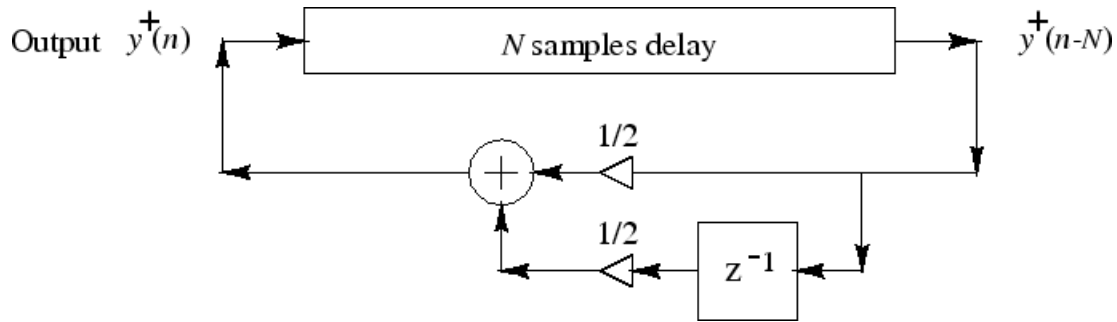 Output y⁺(n) N samples delay y⁺(n-N)
1/2
1/2
z⁻¹